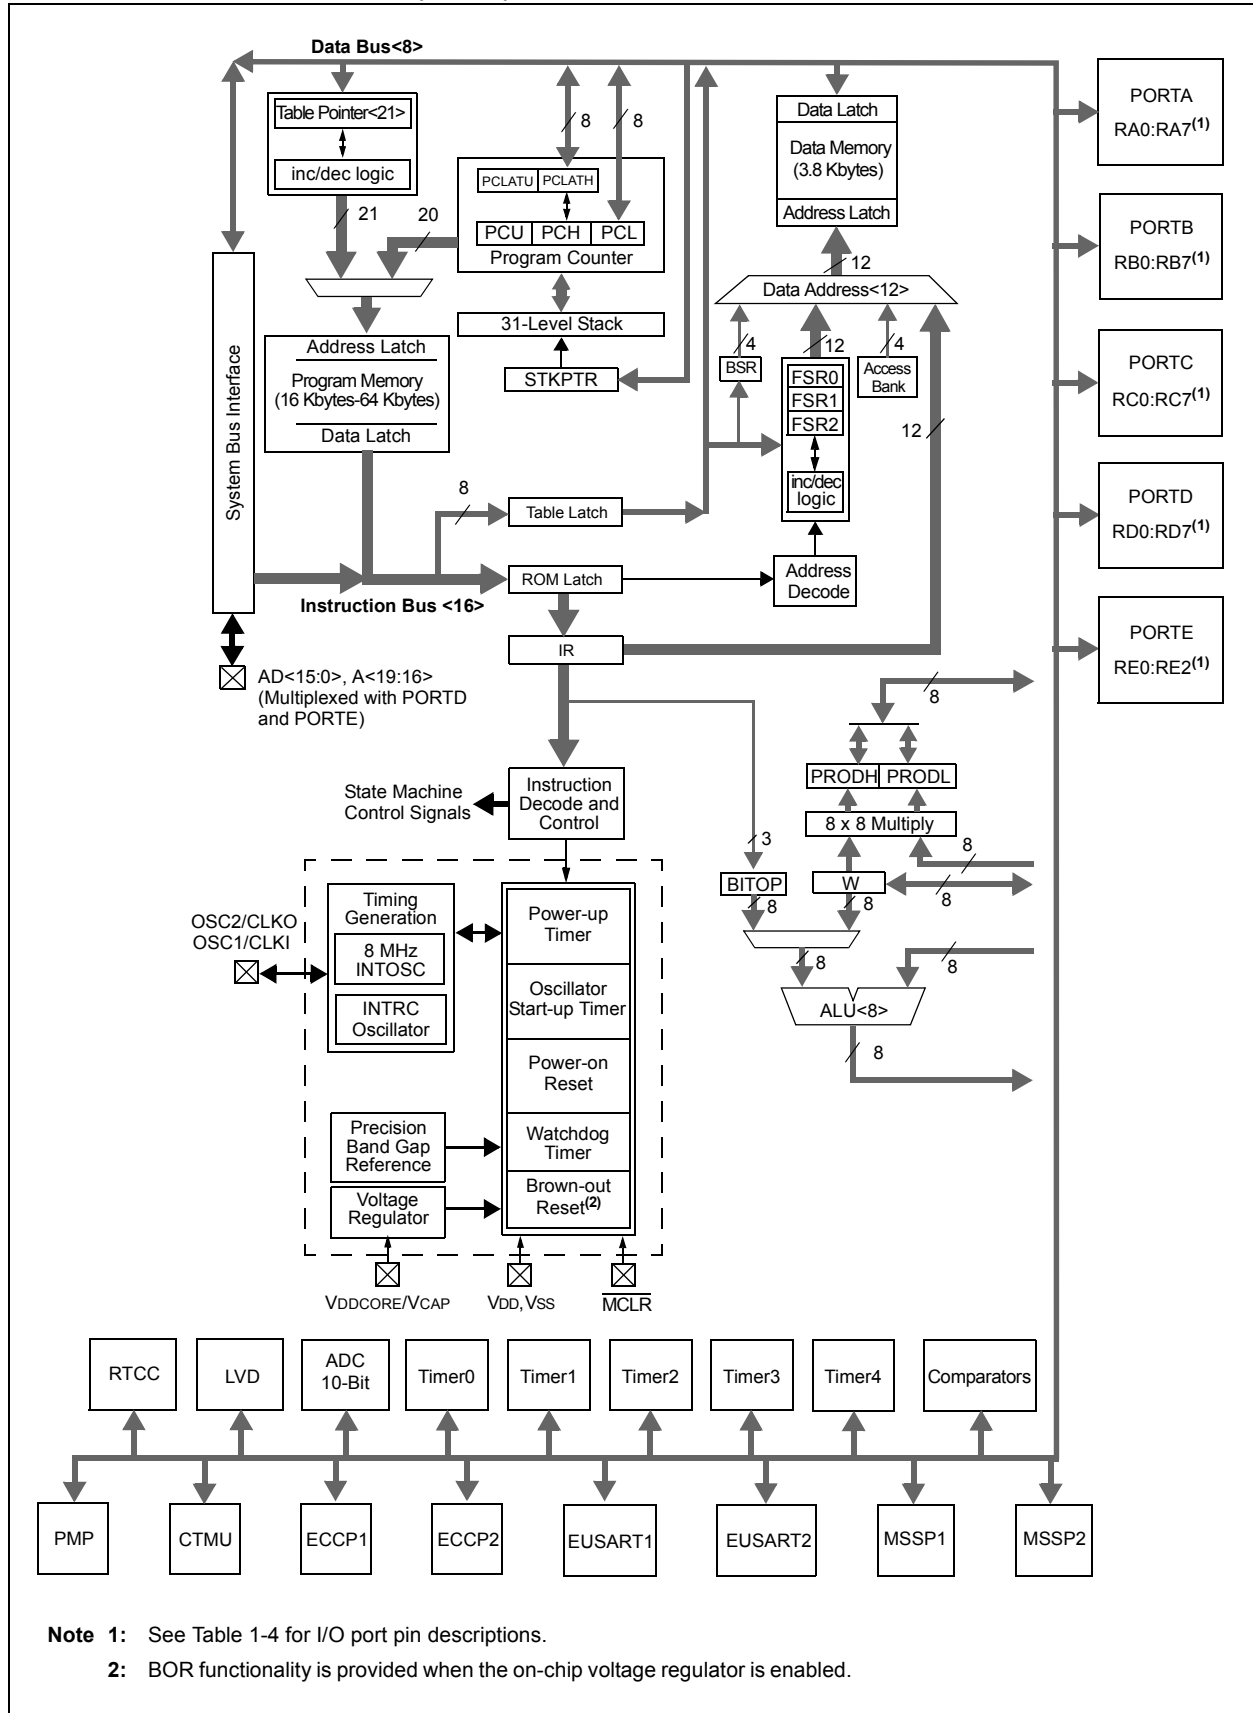 Data Bus<8>
Table Pointer<21>
inc/dec logic
21
20
8
8
PCLATU PCLATH
PCU PCH PCL
Program Counter
31-Level Stack
STKPTR
Data Latch
Data Memory
(3.8 Kbytes)
Address Latch
12
Data Address<12>
4
12
4
BSR
FSR0
FSR1
FSR2
inc/dec
logic
Access
Bank
12
Address
Decode
System Bus Interface
Address Latch
Program Memory
(16 Kbytes-64 Kbytes)
Data Latch
8
Table Latch
ROM Latch
Instruction Bus <16>
IR
AD<15:0>, A<19:16>
(Multiplexed with PORTD
and PORTE)
PORTA
RA0:RA7(1)
PORTB
RB0:RB7(1)
PORTC
RC0:RC7(1)
PORTD
RD0:RD7(1)
PORTE
RE0:RE2(1)
8
PRODH PRODL
8 x 8 Multiply
3
8
BITOP
W
8
8
8
8
8
ALU<8>
8
State Machine
Control Signals
Instruction
Decode and
Control
OSC2/CLKO
OSC1/CLKI
Timing
Generation
8 MHz
INTOSC
INTRC
Oscillator
Power-up
Timer
Oscillator
Start-up Timer
Power-on
Reset
Watchdog
Timer
Brown-out
Reset(2)
Precision
Band Gap
Reference
Voltage
Regulator
VDDCORE/VCAP
VDD, VSS
MCLR
RTCC
LVD
ADC
10-Bit
Timer0
Timer1
Timer2
Timer3
Timer4
Comparators
PMP
CTMU
ECCP1
ECCP2
EUSART1
EUSART2
MSSP1
MSSP2
Note 1: See Table 1-4 for I/O port pin descriptions.
2: BOR functionality is provided when the on-chip voltage regulator is enabled.